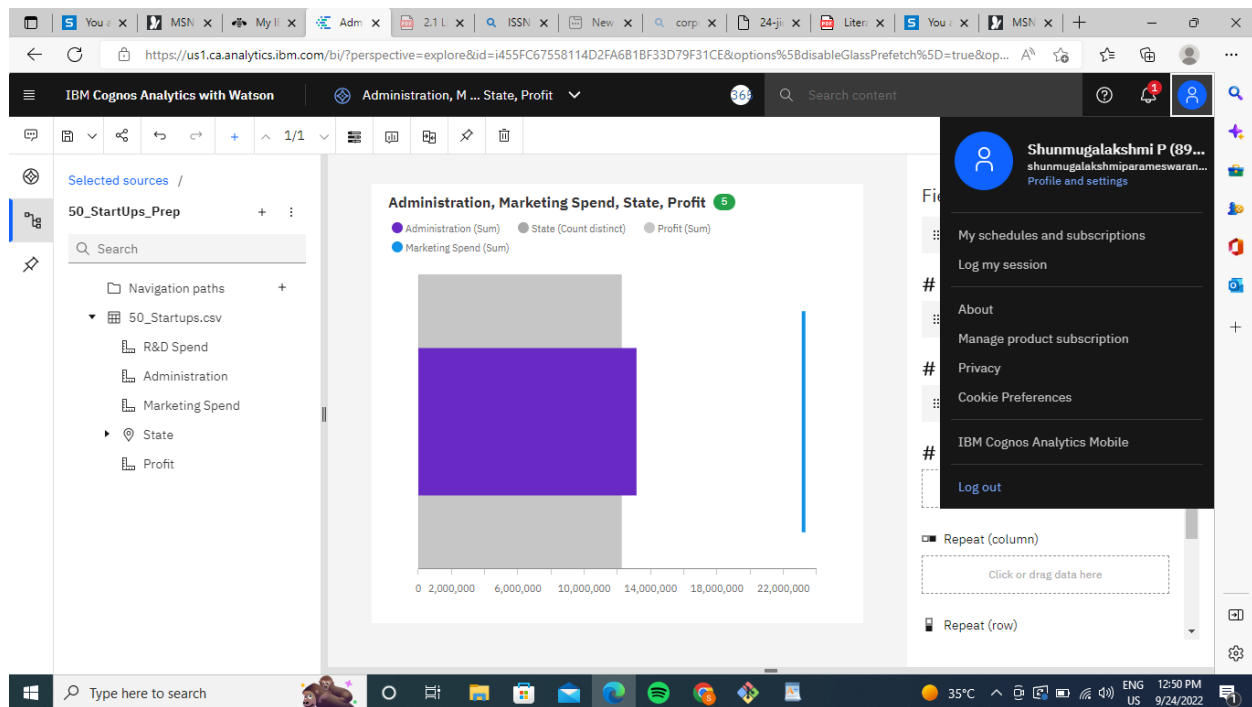 S You a
MSN
My li
Adm
2.1 L
ISSN
New
corp
24-ji
Liter
S You a
MSN
https://us1.ca.analytics.ibm.com/bi/?perspective=explore&id=i455FC67558114D2FA6B1BF33D79F31CE&options%5BdisableGlassPrefetch%5D=true&op...
IBM Cognos Analytics with Watson
Administration, M ... State, Profit
365
Search content
1
1/1
Selected sources /
50_StartUps_Prep
Search
Navigation paths
50_Startups.csv
R&D Spend
Administration
Marketing Spend
State
Profit
Administration, Marketing Spend, State, Profit 5
Administration (Sum) State (Count distinct) Profit (Sum)
Marketing Spend (Sum)
0 2,000,000 6,000,000 10,000,000 14,000,000 18,000,000 22,000,000
Fie
#
#
#
Repeat (column)
Click or drag data here
Repeat (row)
Shunmugalakshmi P (89...
shunmugalakshmiparameswaran...
Profile and settings
My schedules and subscriptions
Log my session
About
Manage product subscription
Privacy
Cookie Preferences
IBM Cognos Analytics Mobile
Log out
Type here to search
35°C
ENG
US
12:50 PM
9/24/2022
1